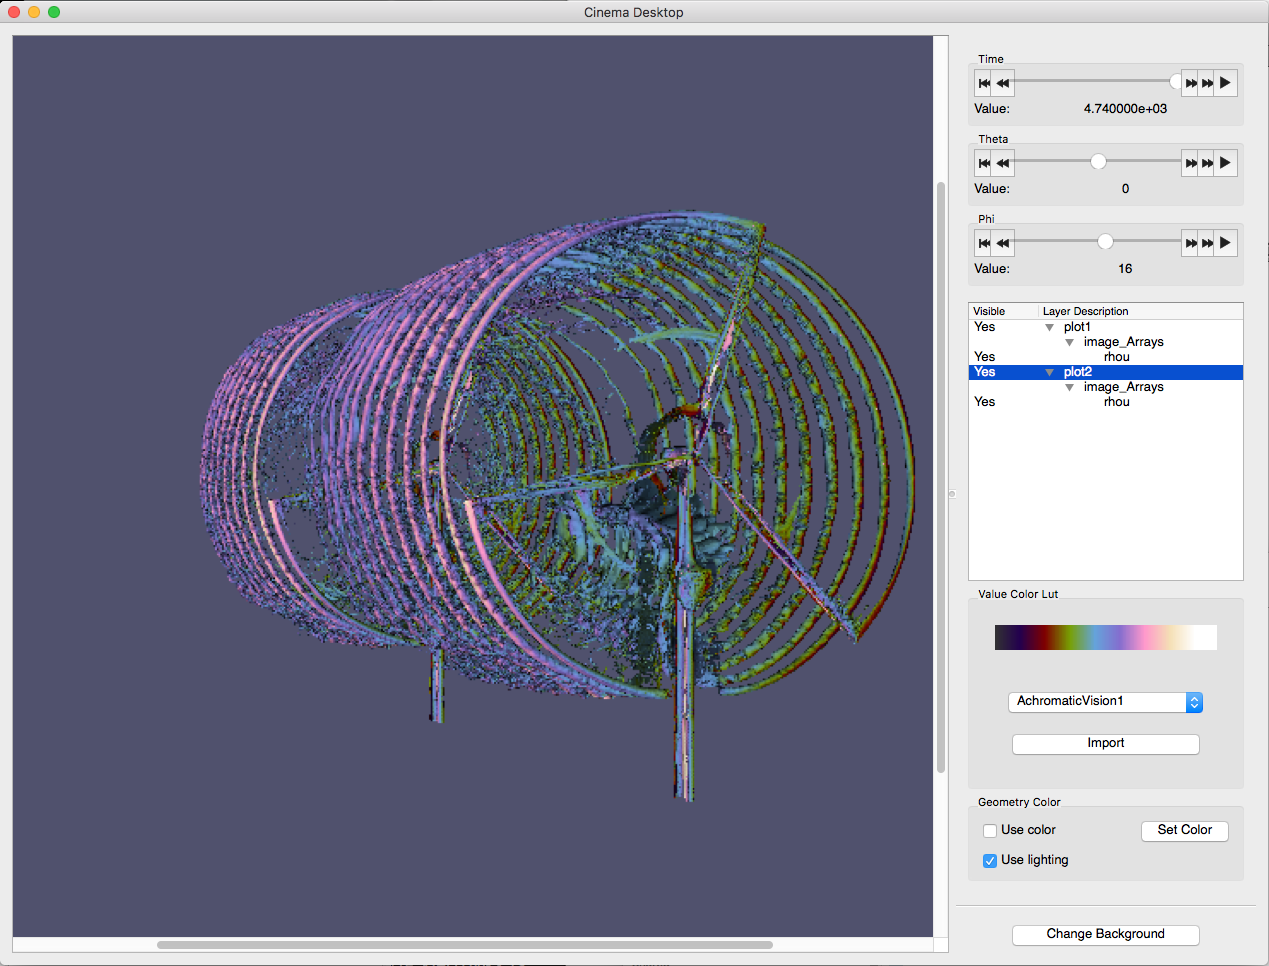 Cinema Desktop
Time
Value: 4.740000e+03
Theta
Value: 0
Phi
Value: 16
Visible Layer Description
Yes plot1
image_Arrays
Yes rhou
Yes plot2
image_Arrays
Yes rhou
Value Color Lut
AchromaticVision1
Import
Geometry Color
Use color Set Color
Use lighting
Change Background